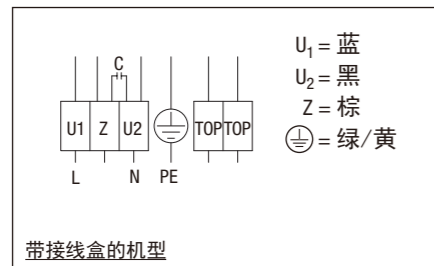 C
U1 Z U2 TOP TOP
L N PE
U1 = 蓝
U2 = 黑
Z = 棕
⏚ = 绿/黄
带接线盒的机型